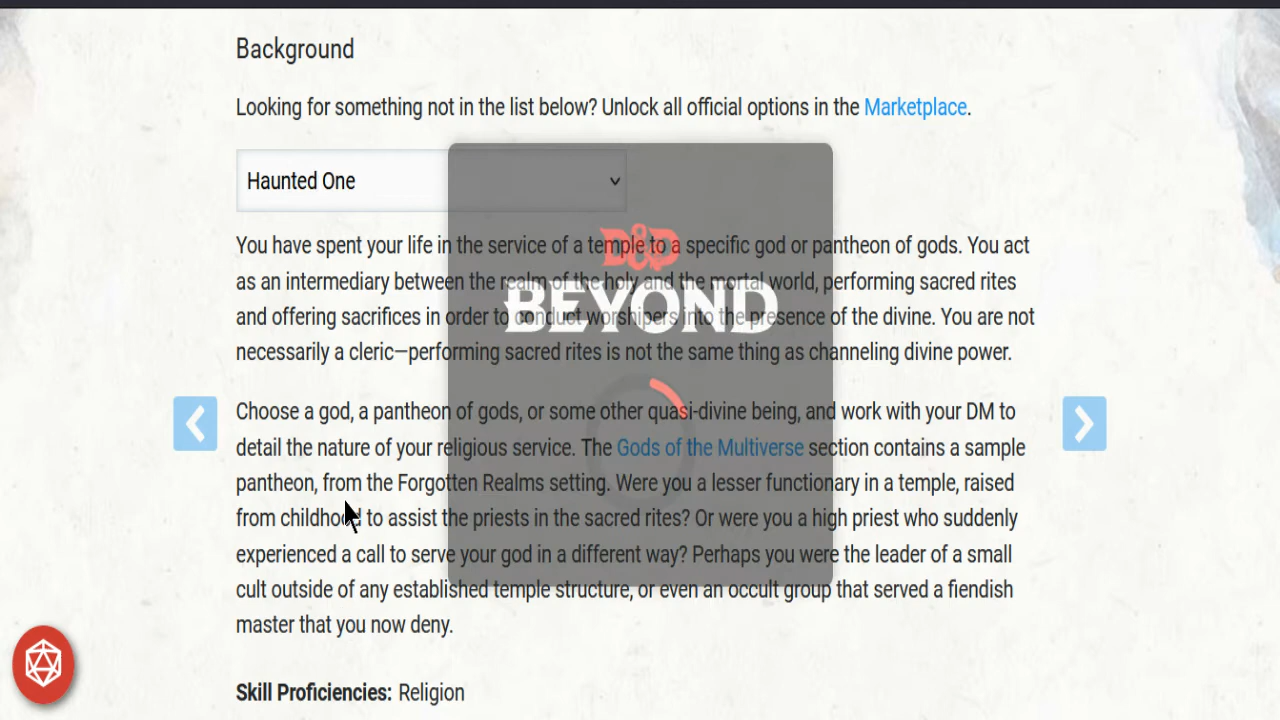 Background
Looking for something not in the list below? Unlock all official options in the Marketplace.
Haunted One
You have spent your life in the service of a temple to a specific god or pantheon of gods. You act
as an intermediary between the realm of the holy and the mortal world, performing sacred rites
and offering sacrifices in order to conduct worshipers into the presence of the divine. You are not
necessarily a cleric—performing sacred rites is not the same thing as channeling divine power.
D&D
BEYOND
Choose a god, a pantheon of gods, or some other quasi-divine being, and work with your DM to
detail the nature of your religious service. The Gods of the Multiverse section contains a sample
pantheon, from the Forgotten Realms setting. Were you a lesser functionary in a temple, raised
from childhood to assist the priests in the sacred rites? Or were you a high priest who suddenly
experienced a call to serve your god in a different way? Perhaps you were the leader of a small
cult outside of any established temple structure, or even an occult group that served a fiendish
master that you now deny.
Skill Proficiencies: Religion